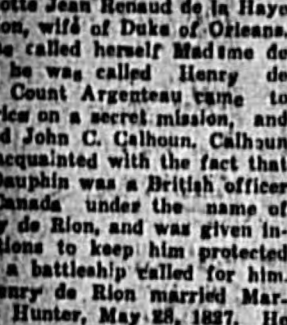 otte Jean Renaud de la Haye
on, wife of Duke of Orleans.
e called herself Madame de
he was called Henry de
Count Argenteau came to
rica on a secret mission, and
d John C. Calhoun. Calhoun
acquainted with the fact that
Dauphin was a British officer
Canada under the name of
y de Rion, and was given in-
tions to keep him protected
a battleship called for him.
enry de Rion married Mar-
Hunter, May 28, 1827. He